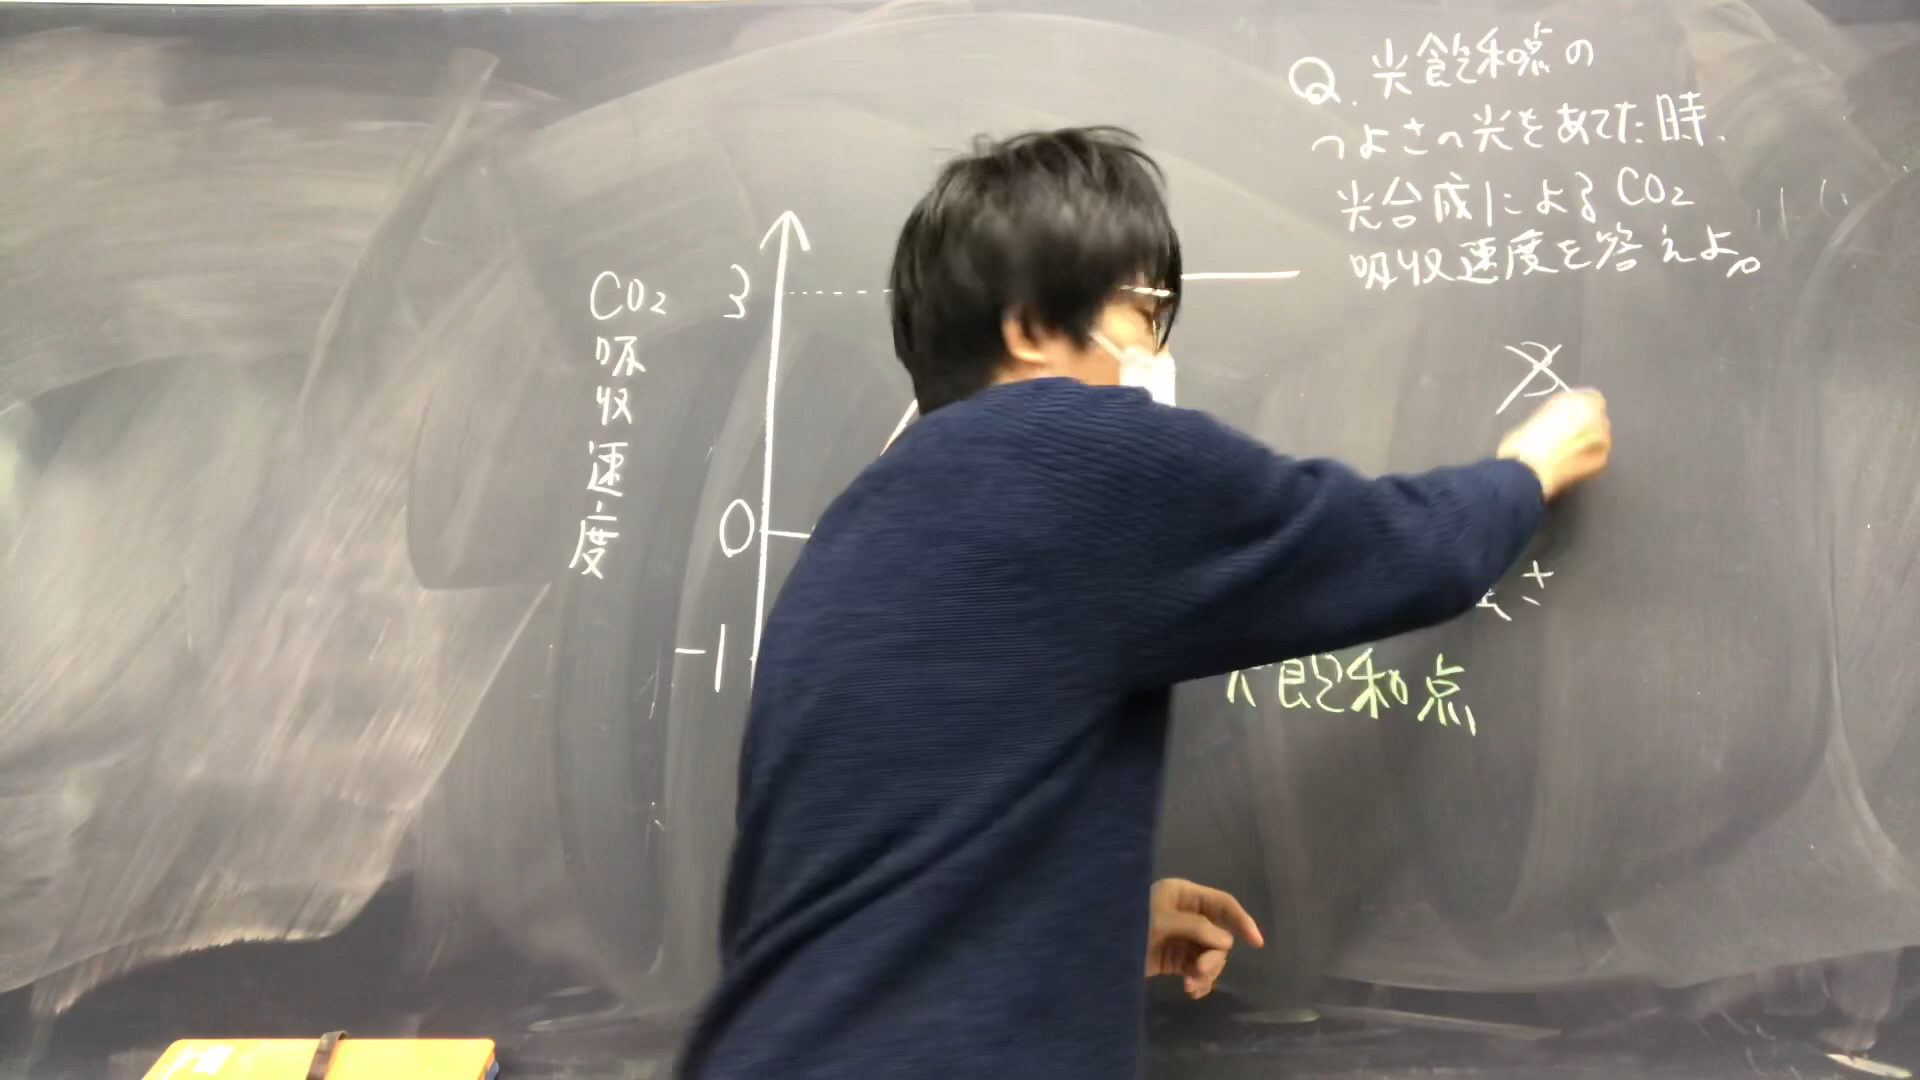 Q.光飽和点の
つよさの光をあてた時、
光合成によるCO2
吸収速度を答えよ。
CO2
吸
収
速
度
3
0
-1
さ
光飽和点